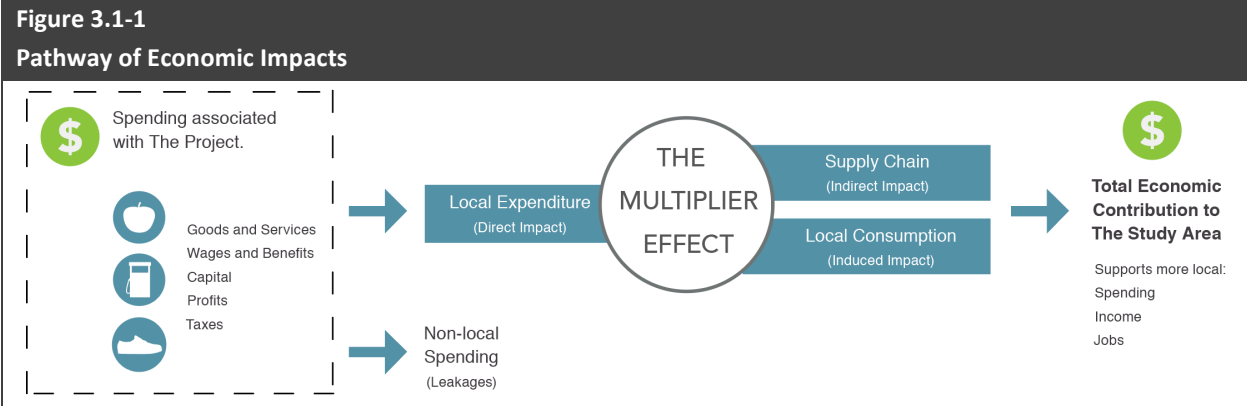 Figure 3.1-1
Pathway of Economic Impacts
$
Spending associated
with The Project.
Goods and Services
Wages and Benefits
Capital
Profits
Taxes
Local Expenditure
(Direct Impact)
Non-local
Spending
(Leakages)
THE
MULTIPLIER
EFFECT
Supply Chain
(Indirect Impact)
Local Consumption
(Induced Impact)
$
Total Economic
Contribution to
The Study Area
Supports more local:
Spending
Income
Jobs